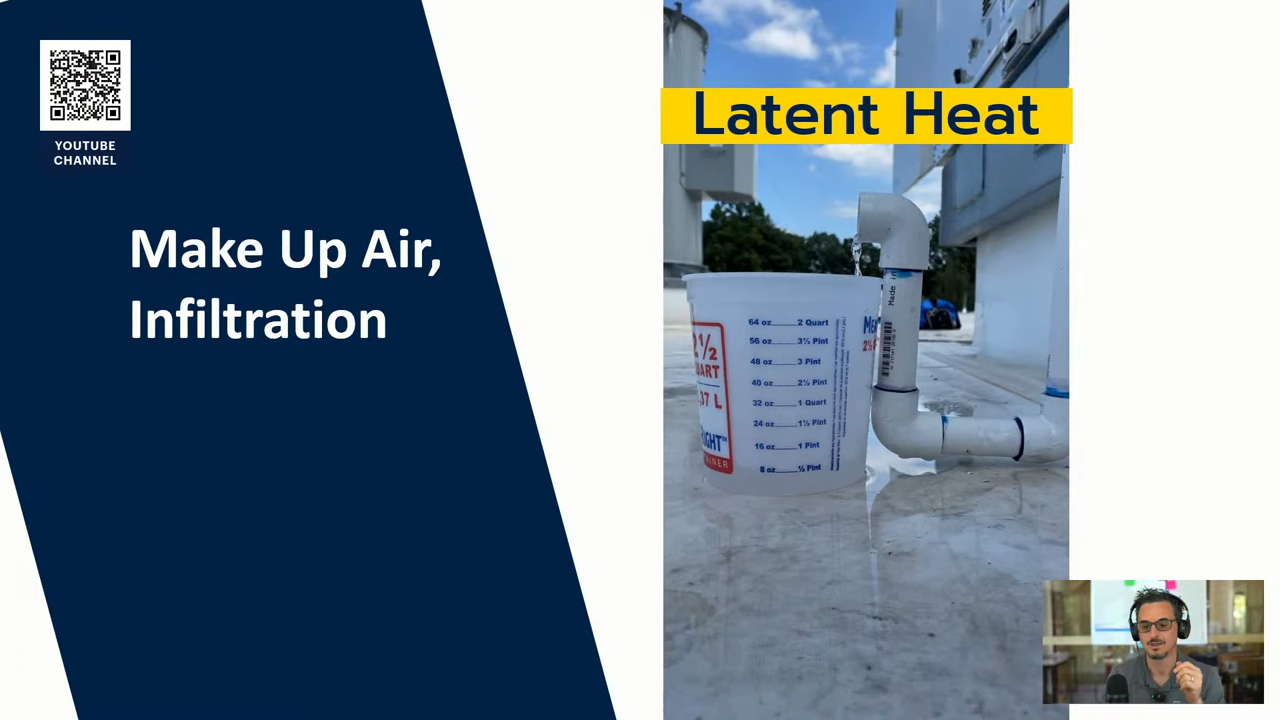 YOUTUBE
CHANNEL
Make Up Air,
Infiltration
Latent Heat
Made in
64 oz 2 Quart
56 oz 3½ Pint
48 oz 3 Pint
40 oz 2½ Pint
32 oz 1 Quart
24 oz 1½ Pint
16 oz 1 Pint
8 oz ½ Pint
2½